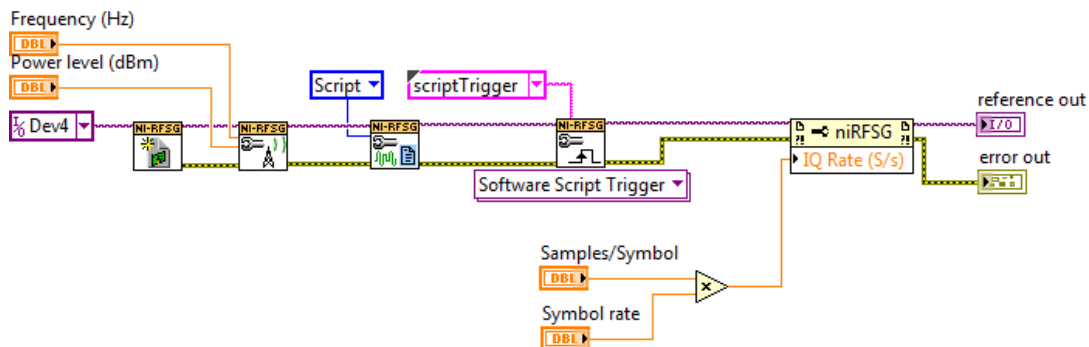 Frequency (Hz)
DBL
Power level (dBm)
DBL
I/O Dev4
NI-RFSG
NI-RFSG
Script
NI-RFSG
scriptTrigger
NI-RFSG
Software Script Trigger
niRFSG
IQ Rate (S/s)
reference out
I/O
error out
Samples/Symbol
DBL
x
Symbol rate
DBL